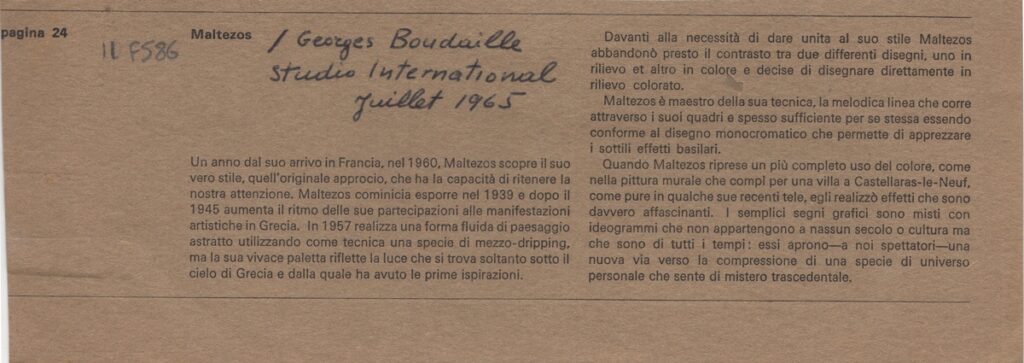 pagina 24
IL F586
Maltezos
/ Georges Boudaille
Studio International
Juillet 1965
Un anno dal suo arrivo in Francia, nel 1960, Maltezos scopre il suo
vero stile, quell'originale approcio, che ha la capacità di ritenere la
nostra attenzione. Maltezos cominicia esporre nel 1939 e dopo il
1945 aumenta il ritmo delle sue partecipazioni alle manifestazioni
artistiche in Grecia. In 1957 realizza una forma fluida di paesaggio
astratto utilizzando come tecnica una specie di mezzo-dripping,
ma la sua vivace paletta riflette la luce che si trova soltanto sotto il
cielo di Grecia e dalla quale ha avuto le prime ispirazioni.
Davanti alla necessità di dare unita al suo stile Maltezos
abbandonò presto il contrasto tra due differenti disegni, uno in
rilievo et altro in colore e decise di disegnare direttamente in
rilievo colorato.
Maltezos è maestro della sua tecnica, la melodica linea che corre
attraverso i suoi quadri e spesso sufficiente per se stessa essendo
conforme al disegno monocromatico che permette di apprezzare
i sottili effetti basilari.
Quando Maltezos riprese un più completo uso del colore, come
nella pittura murale che compì per una villa a Castellaras-le-Neuf,
come pure in qualche sue recenti tele, egli realizzò effetti che sono
davvero affascinanti. I semplici segni grafici sono misti con
ideogrammi che non appartengono a nassun secolo o cultura ma
che sono di tutti i tempi: essi aprono—a noi spettatori—una
nuova via verso la compressione di una specie di universo
personale che sente di mistero trascedentale.